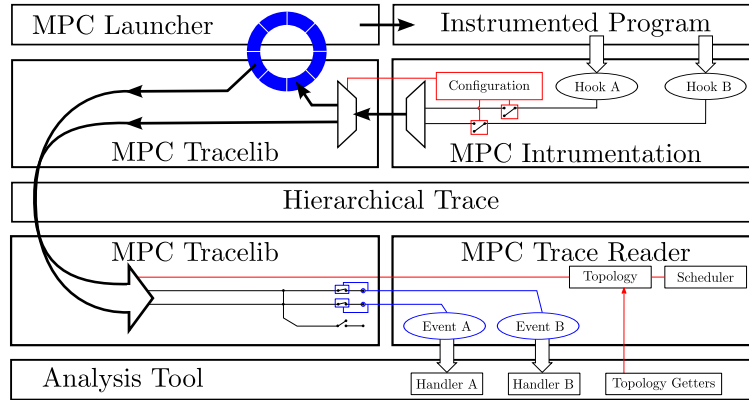 MPC Launcher
Instrumented Program
Configuration
Hook A
Hook B
MPC Tracelib
MPC Intrumentation
Hierarchical Trace
MPC Tracelib
MPC Trace Reader
Topology
Scheduler
Event A
Event B
Analysis Tool
Handler A
Handler B
Topology Getters